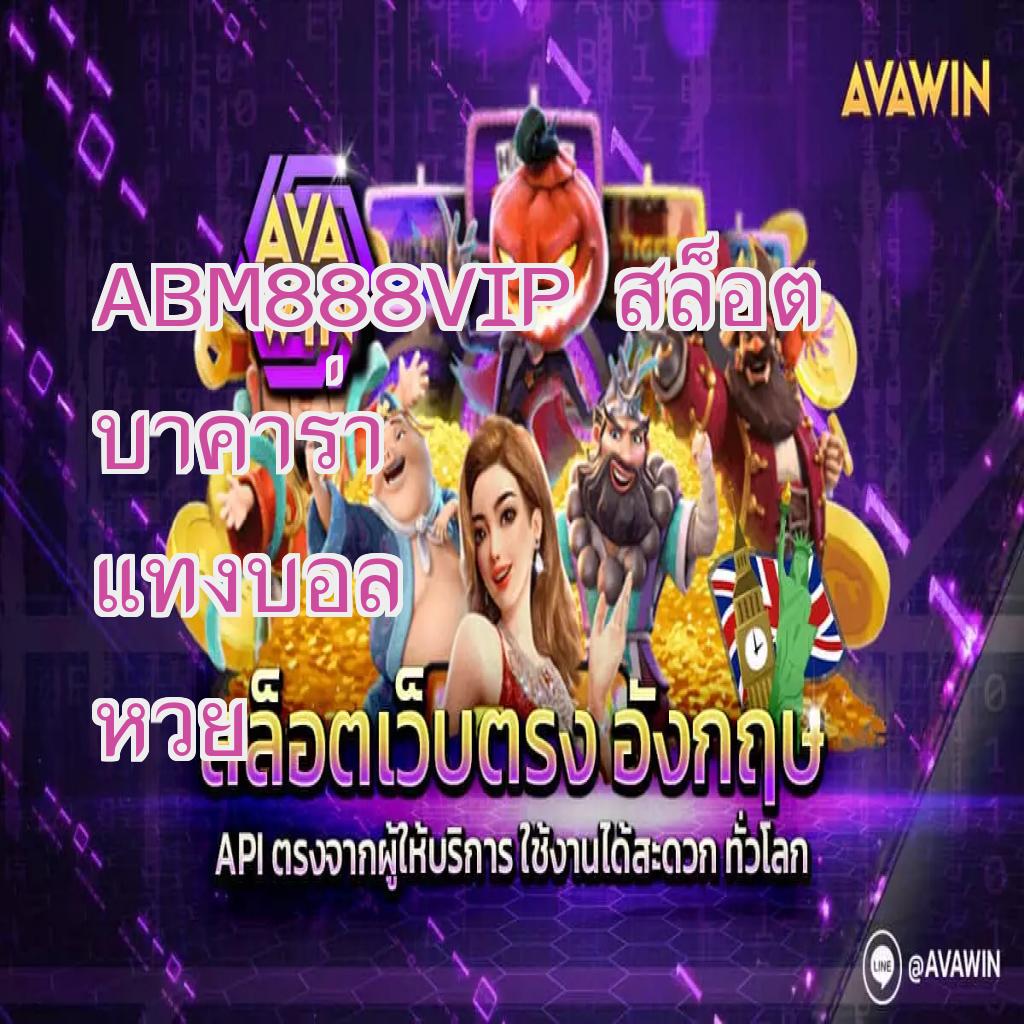 AVAWIN
AVA
WIN
TIGER
ABM888VIP สล็อต
บาคาร่า
แทงบอล
หวย
สล็อตเว็บตรง อังกฤษ
API ตรงจากผู้ให้บริการ ใช้งานได้สะดวก ทั่วโลก
LINE @AVAWIN